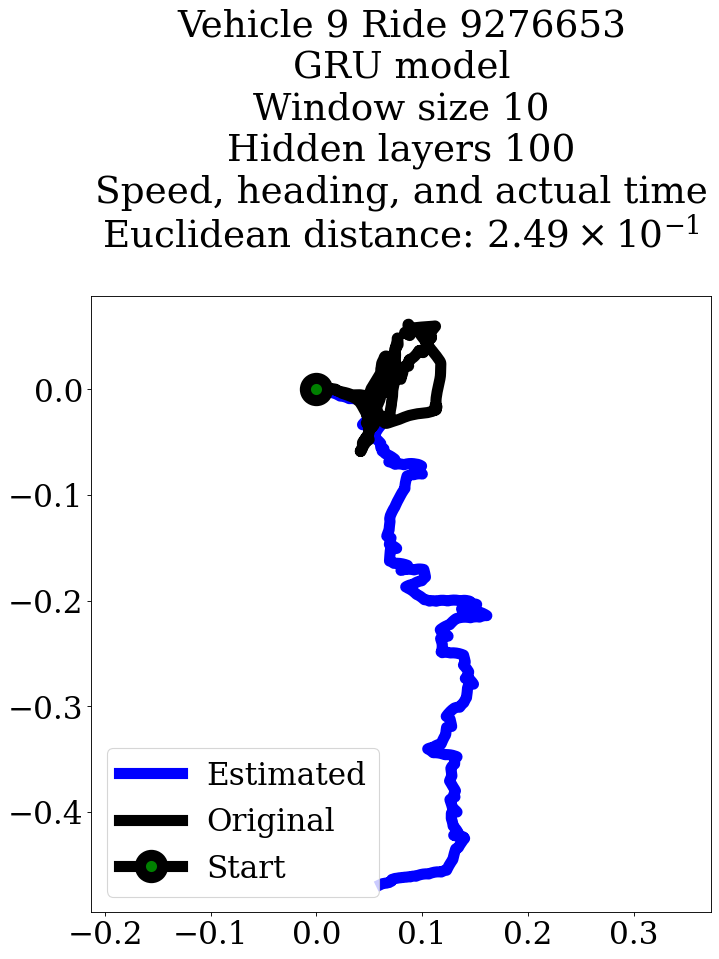 Vehicle 9 Ride 9276653
GRU model
Window size 10
Hidden layers 100
Speed, heading, and actual time
Euclidean distance: 2.49 × 10⁻¹
0.0
−0.1
−0.2
−0.3
−0.4
Estimated
Original
Start
−0.2 −0.1 0.0 0.1 0.2 0.3